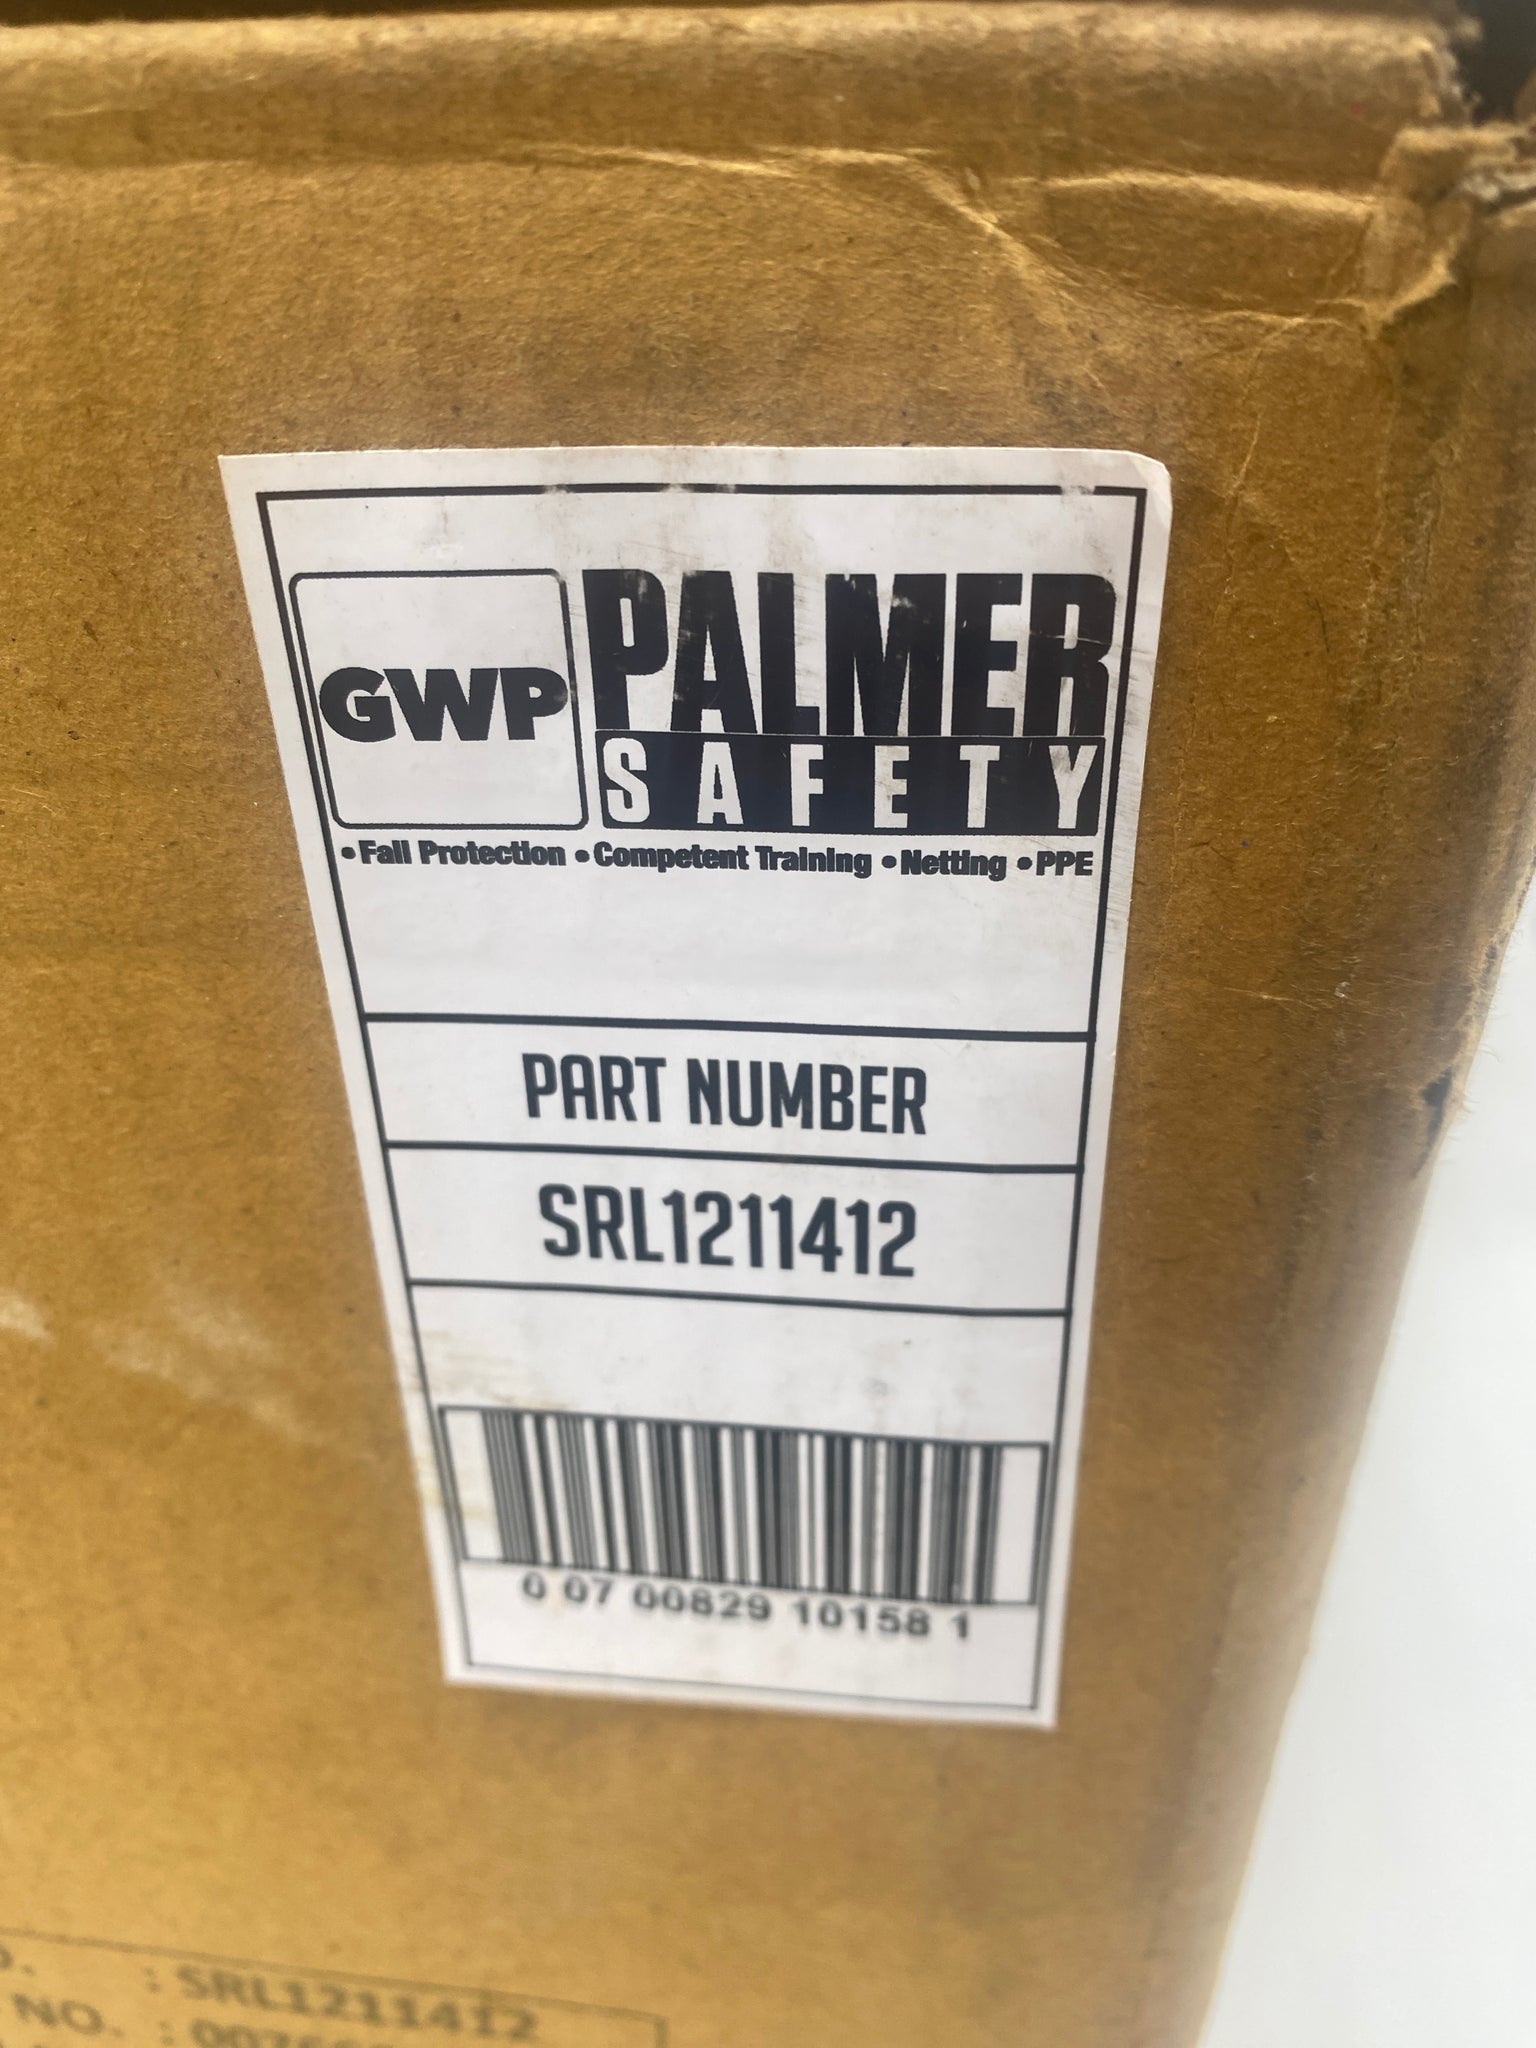 GWP
PALMER
SAFETY
• Fall Protection • Competent Training • Netting • PPE
PART NUMBER
SRL1211412
0 07 00829 10158 1
: SRL1211412
NO. :